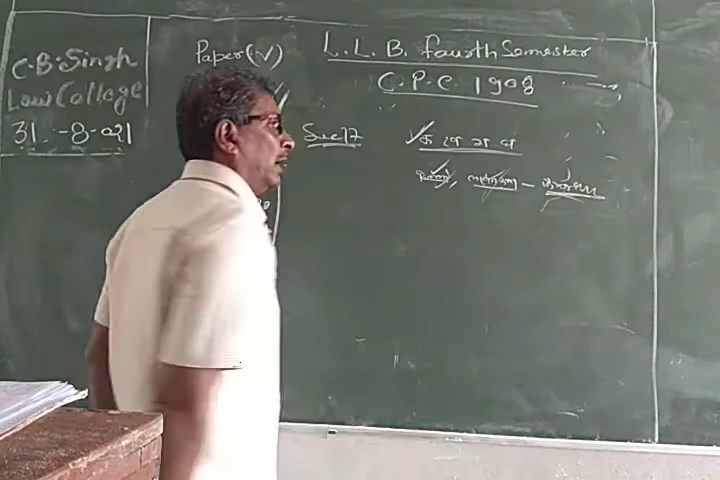 C.B. Singh
Law College
31-8-021
Paper (V)
L.L.B. fourth Semester
C.P.C. 1908
Sec 17
क ख ग घ